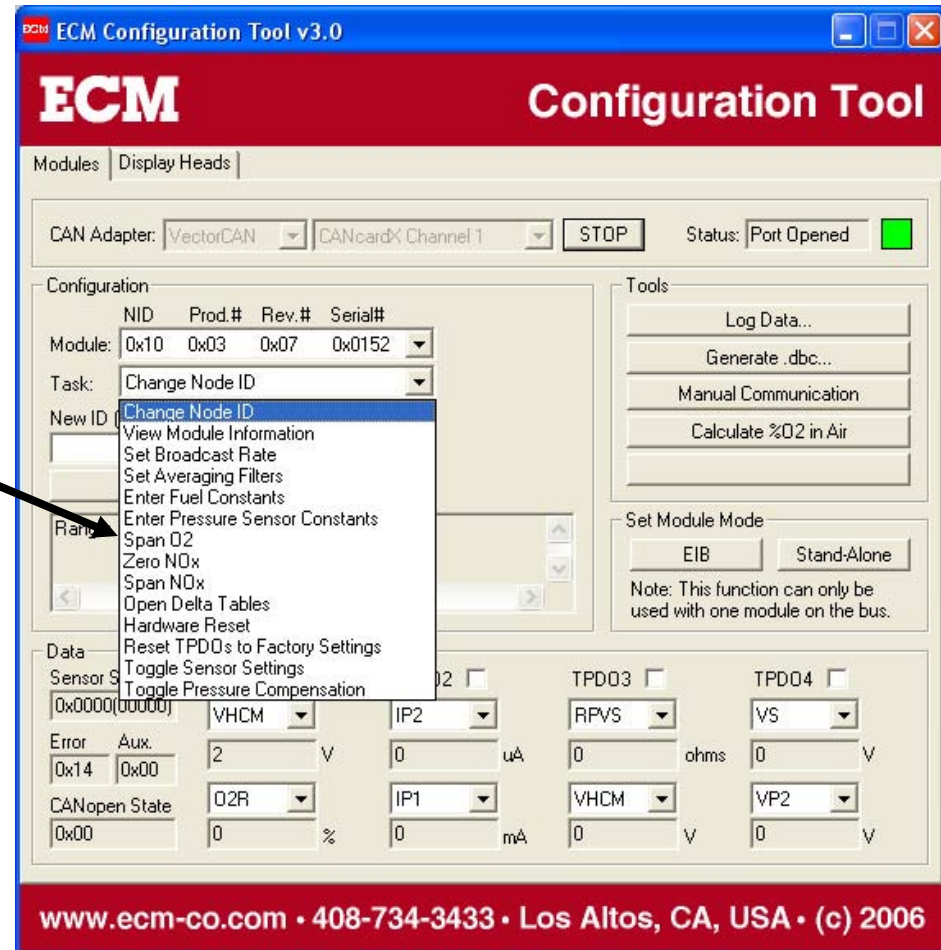 ECM Configuration Tool v3.0
ECM Configuration Tool
Modules Display Heads
CAN Adapter: VectorCAN CANcardX Channel 1 STOP Status: Port Opened
Configuration
NID Prod.# Rev.# Serial#
Module: 0x10 0x03 0x07 0x0152
Task: Change Node ID
New ID (
Change Node ID
View Module Information
Set Broadcast Rate
Set Averaging Filters
Enter Fuel Constants
Enter Pressure Sensor Constants
Span O2
Zero NOx
Span NOx
Open Delta Tables
Hardware Reset
Reset TPDOs to Factory Settings
Toggle Sensor Settings
Toggle Pressure Compensation
Tools
Log Data...
Generate .dbc...
Manual Communication
Calculate %O2 in Air
Set Module Mode
EIB Stand-Alone
Note: This function can only be
used with one module on the bus.
Data
Sensor S
TPDO3 TPDO4
0x0000(00000) VHCM IP2 RPVS VS
Error Aux.
0x14 0x00 2 V 0 uA 0 ohms 0 V
CANopen State O2R IP1 VHCM VP2
0x00 0 % 0 mA 0 V 0 V
www.ecm-co.com • 408-734-3433 • Los Altos, CA, USA • (c) 2006